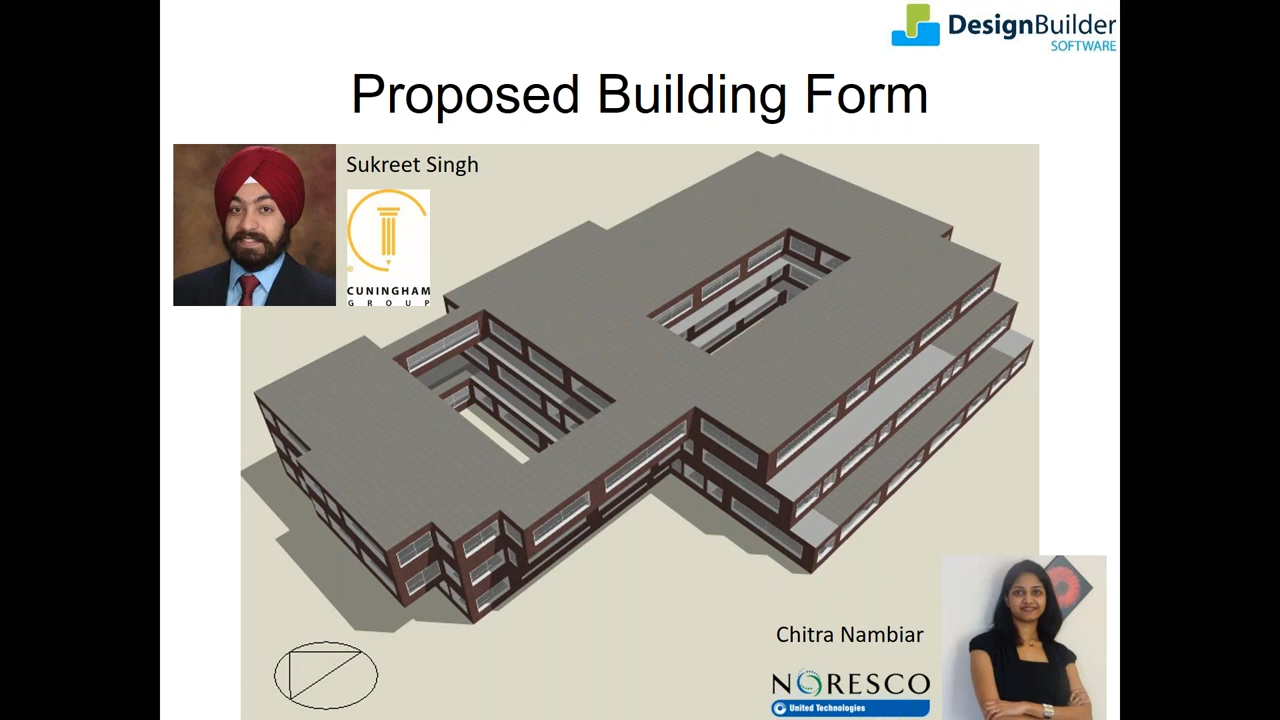 DesignBuilder
SOFTWARE
Proposed Building Form
Sukreet Singh
CUNINGHAM
GROUP
Chitra Nambiar
NORESCO
United Technologies